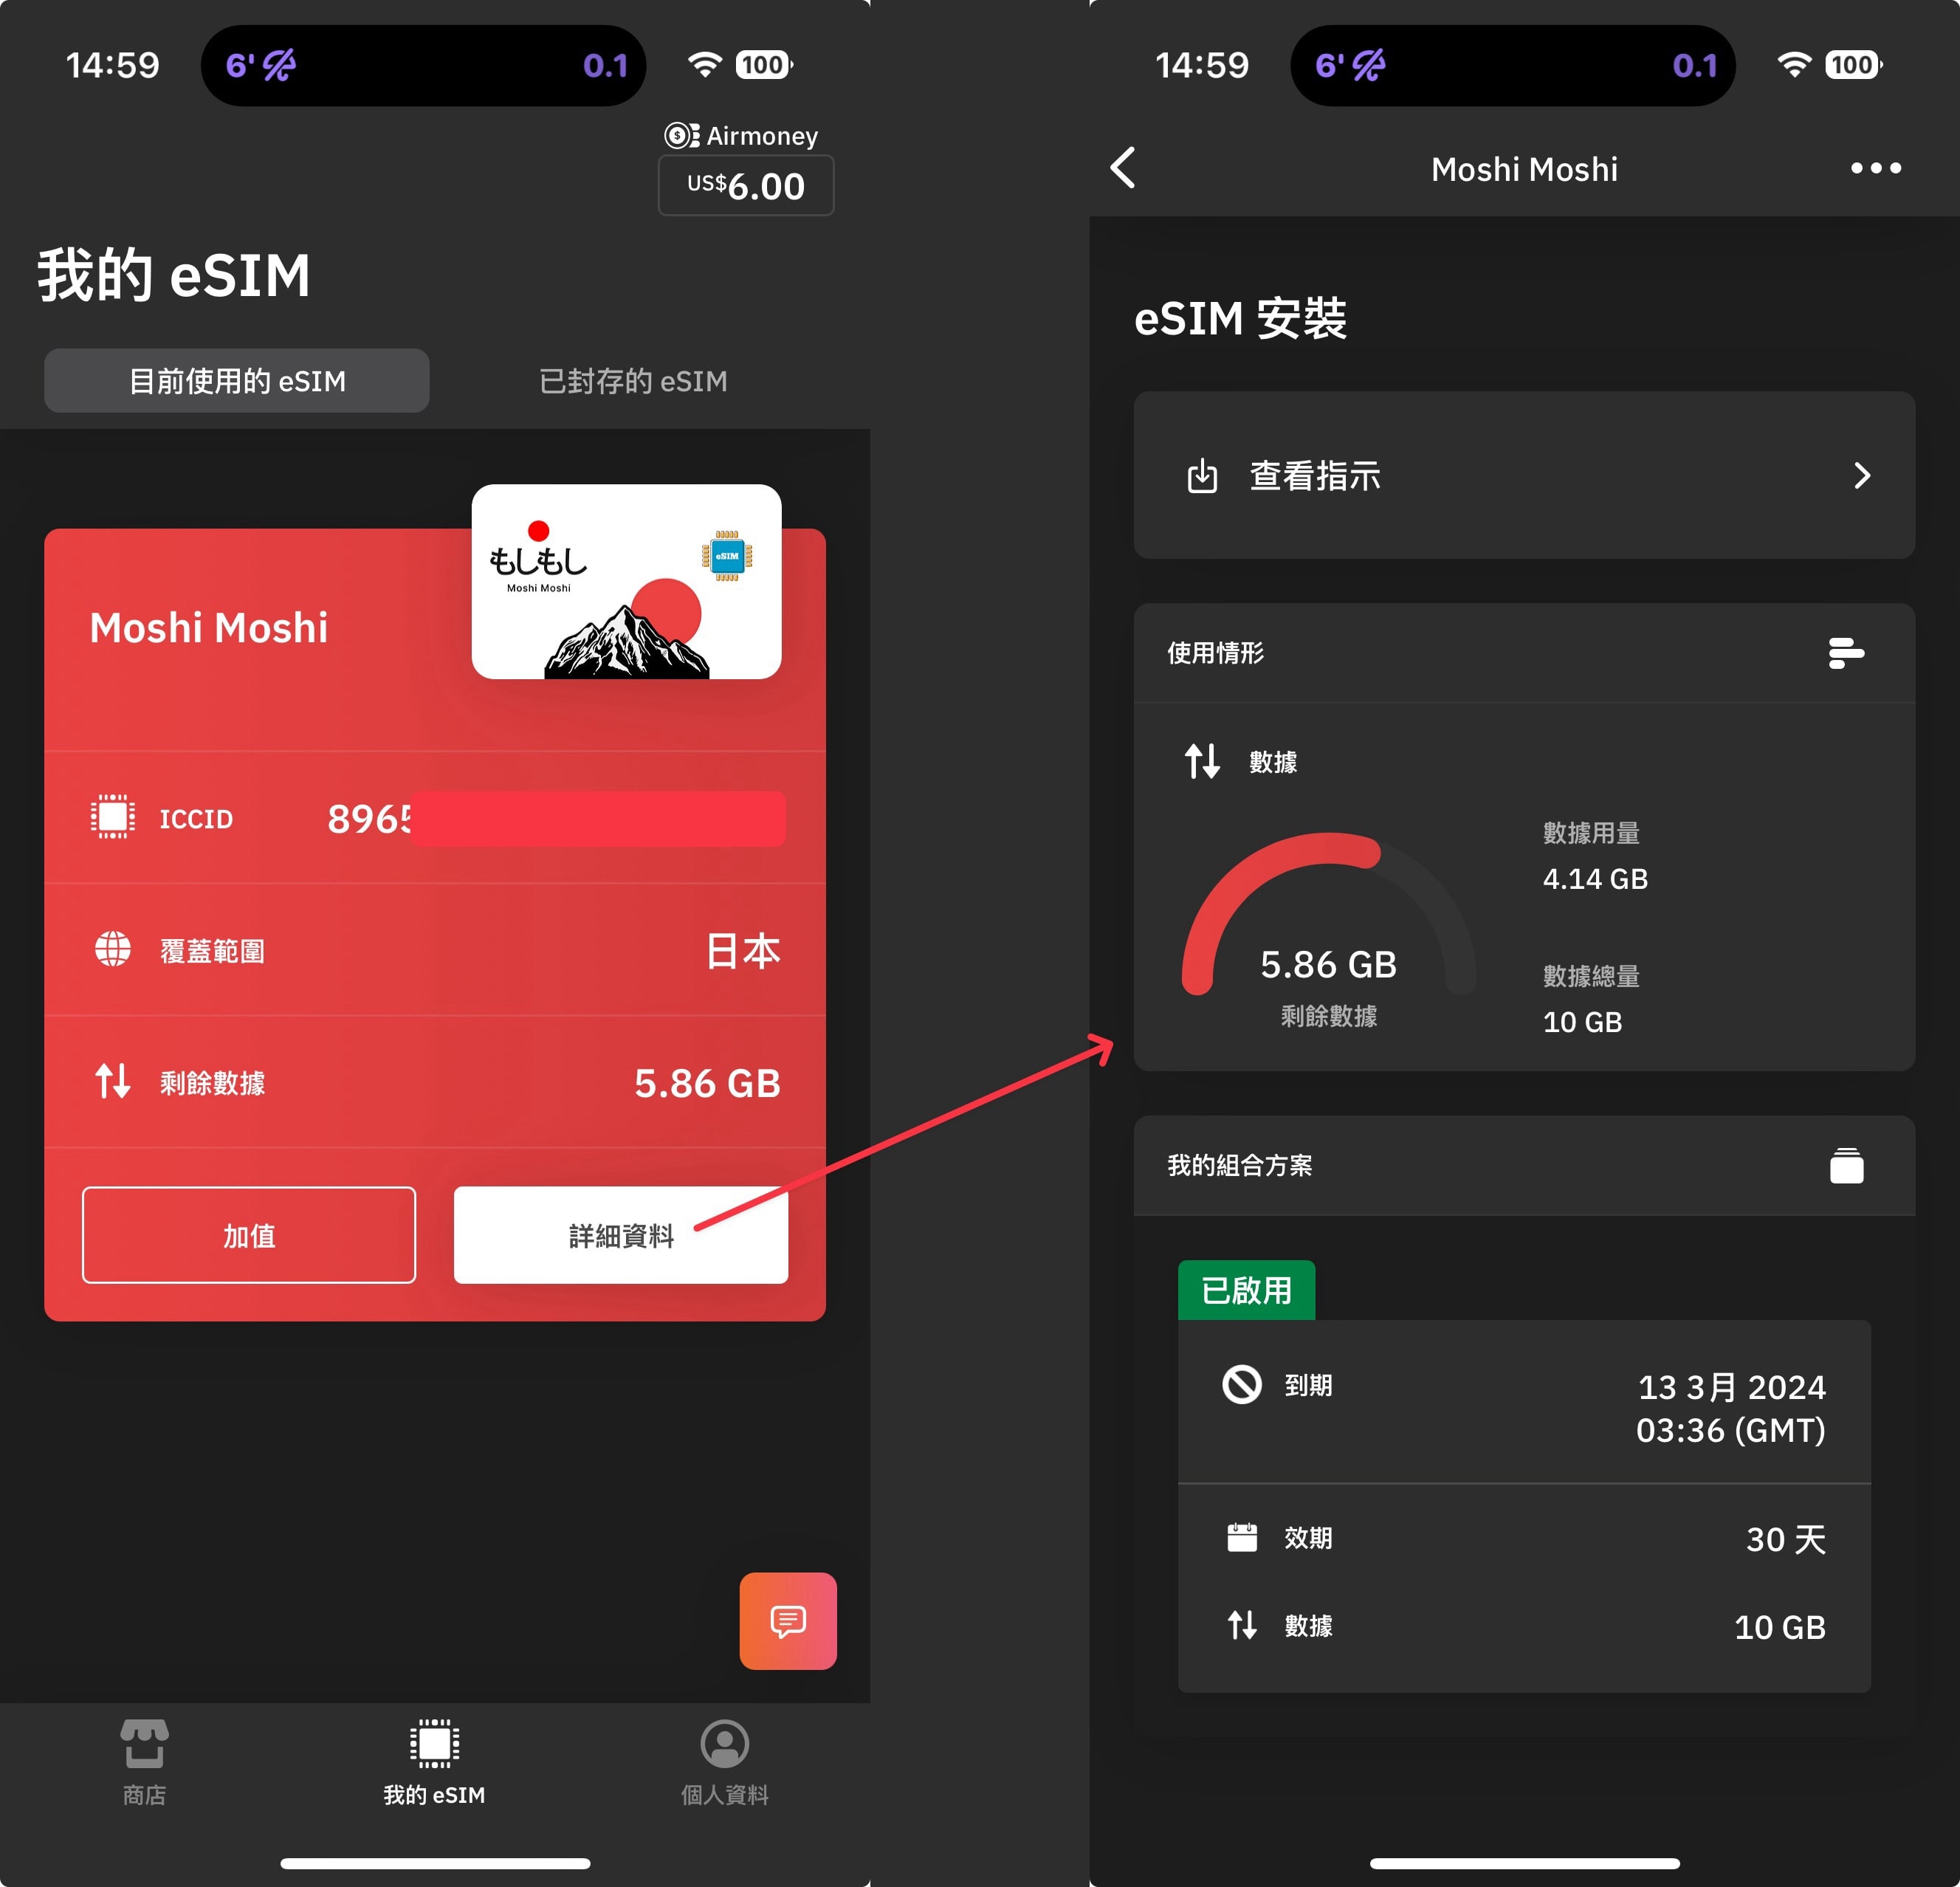 14:59
6'
0.1
100
Airmoney
US$6.00
我的 eSIM
目前使用的 eSIM
已封存的 eSIM
もしもし
Moshi Moshi
eSIM
Moshi Moshi
ICCID
8965
覆蓋範圍
日本
剩餘數據
5.86 GB
加值
詳細資料
商店
我的 eSIM
個人資料
14:59
6'
0.1
100
Moshi Moshi
eSIM 安裝
查看指示
使用情形
數據
5.86 GB
剩餘數據
數據用量
4.14 GB
數據總量
10 GB
我的組合方案
已啟用
到期
13 3月 2024
03:36 (GMT)
效期
30 天
數據
10 GB